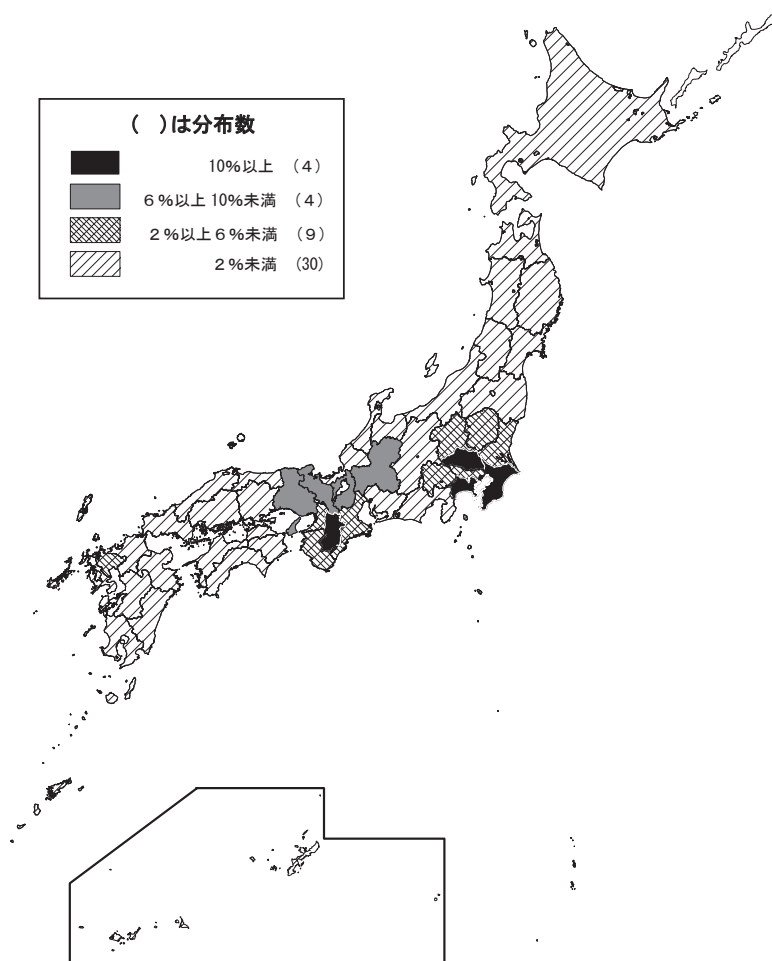 （　）は分布数
10％以上　（４）
６％以上 10％未満　（４）
２％以上６％未満　（９）
２％未満　（30）